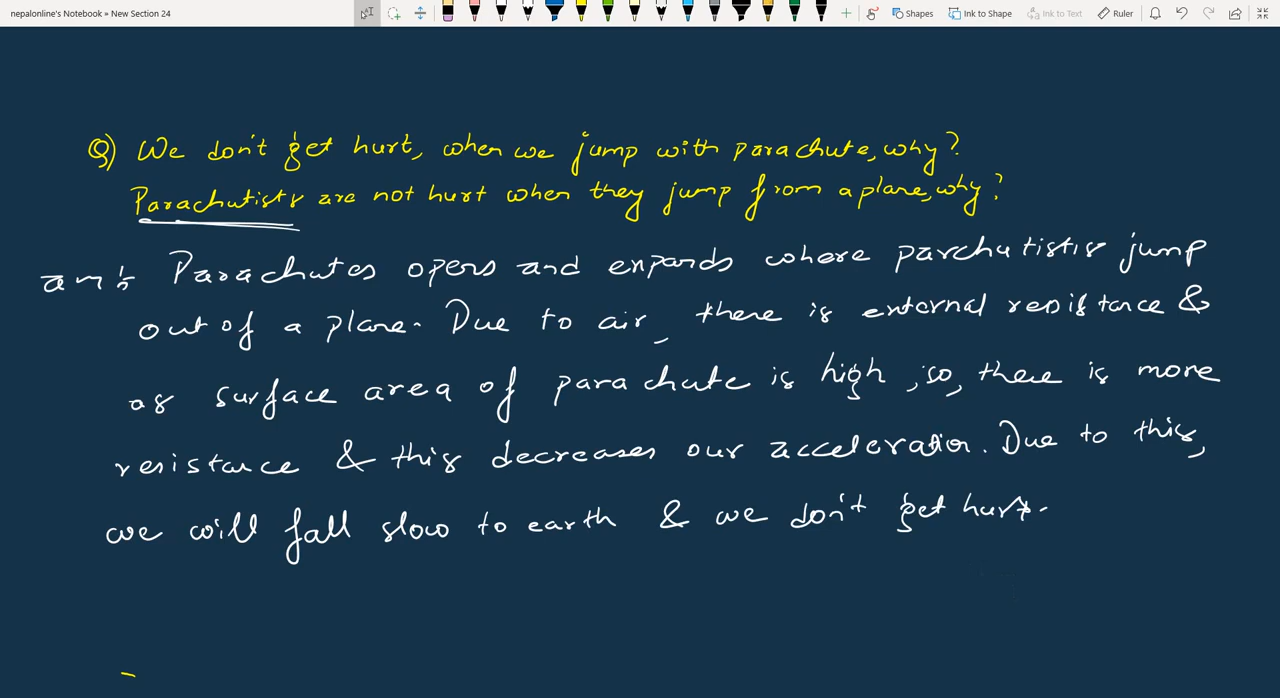 nepalonline's Notebook » New Section 24
Shapes Ink to Shape Ink to Text Ruler
Q) We don't get hurt, when we jump with parachute, why?
Parachutists are not hurt when they jump from a plane, why?
ans: Parachutes opens and expands where parchutistis jump
out of a plane. Due to air, there is external resistance &
as surface area of parachute is high, so, there is more
resistance & this decreases our acceleration. Due to this,
we will fall slow to earth & we don't get hurt.